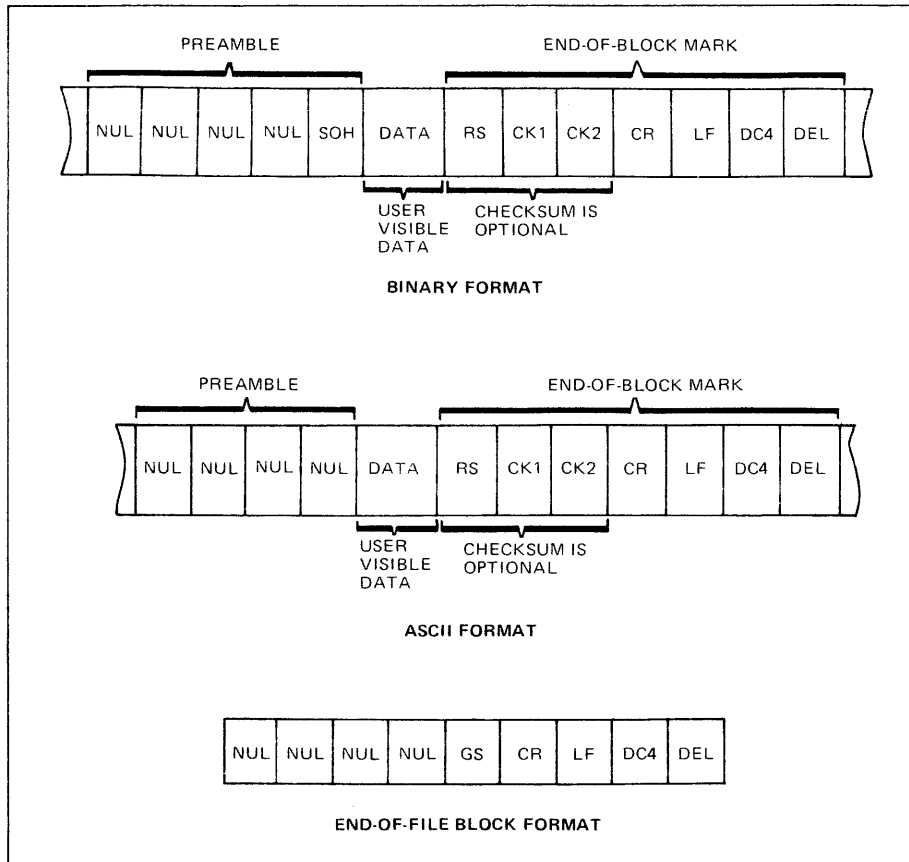 PREAMBLE END-OF-BLOCK MARK
NUL NUL NUL NUL SOH DATA RS CK1 CK2 CR LF DC4 DEL
USER VISIBLE DATA
CHECKSUM IS OPTIONAL
BINARY FORMAT
PREAMBLE END-OF-BLOCK MARK
NUL NUL NUL NUL DATA RS CK1 CK2 CR LF DC4 DEL
USER VISIBLE DATA
CHECKSUM IS OPTIONAL
ASCII FORMAT
NUL NUL NUL NUL GS CR LF DC4 DEL
END-OF-FILE BLOCK FORMAT